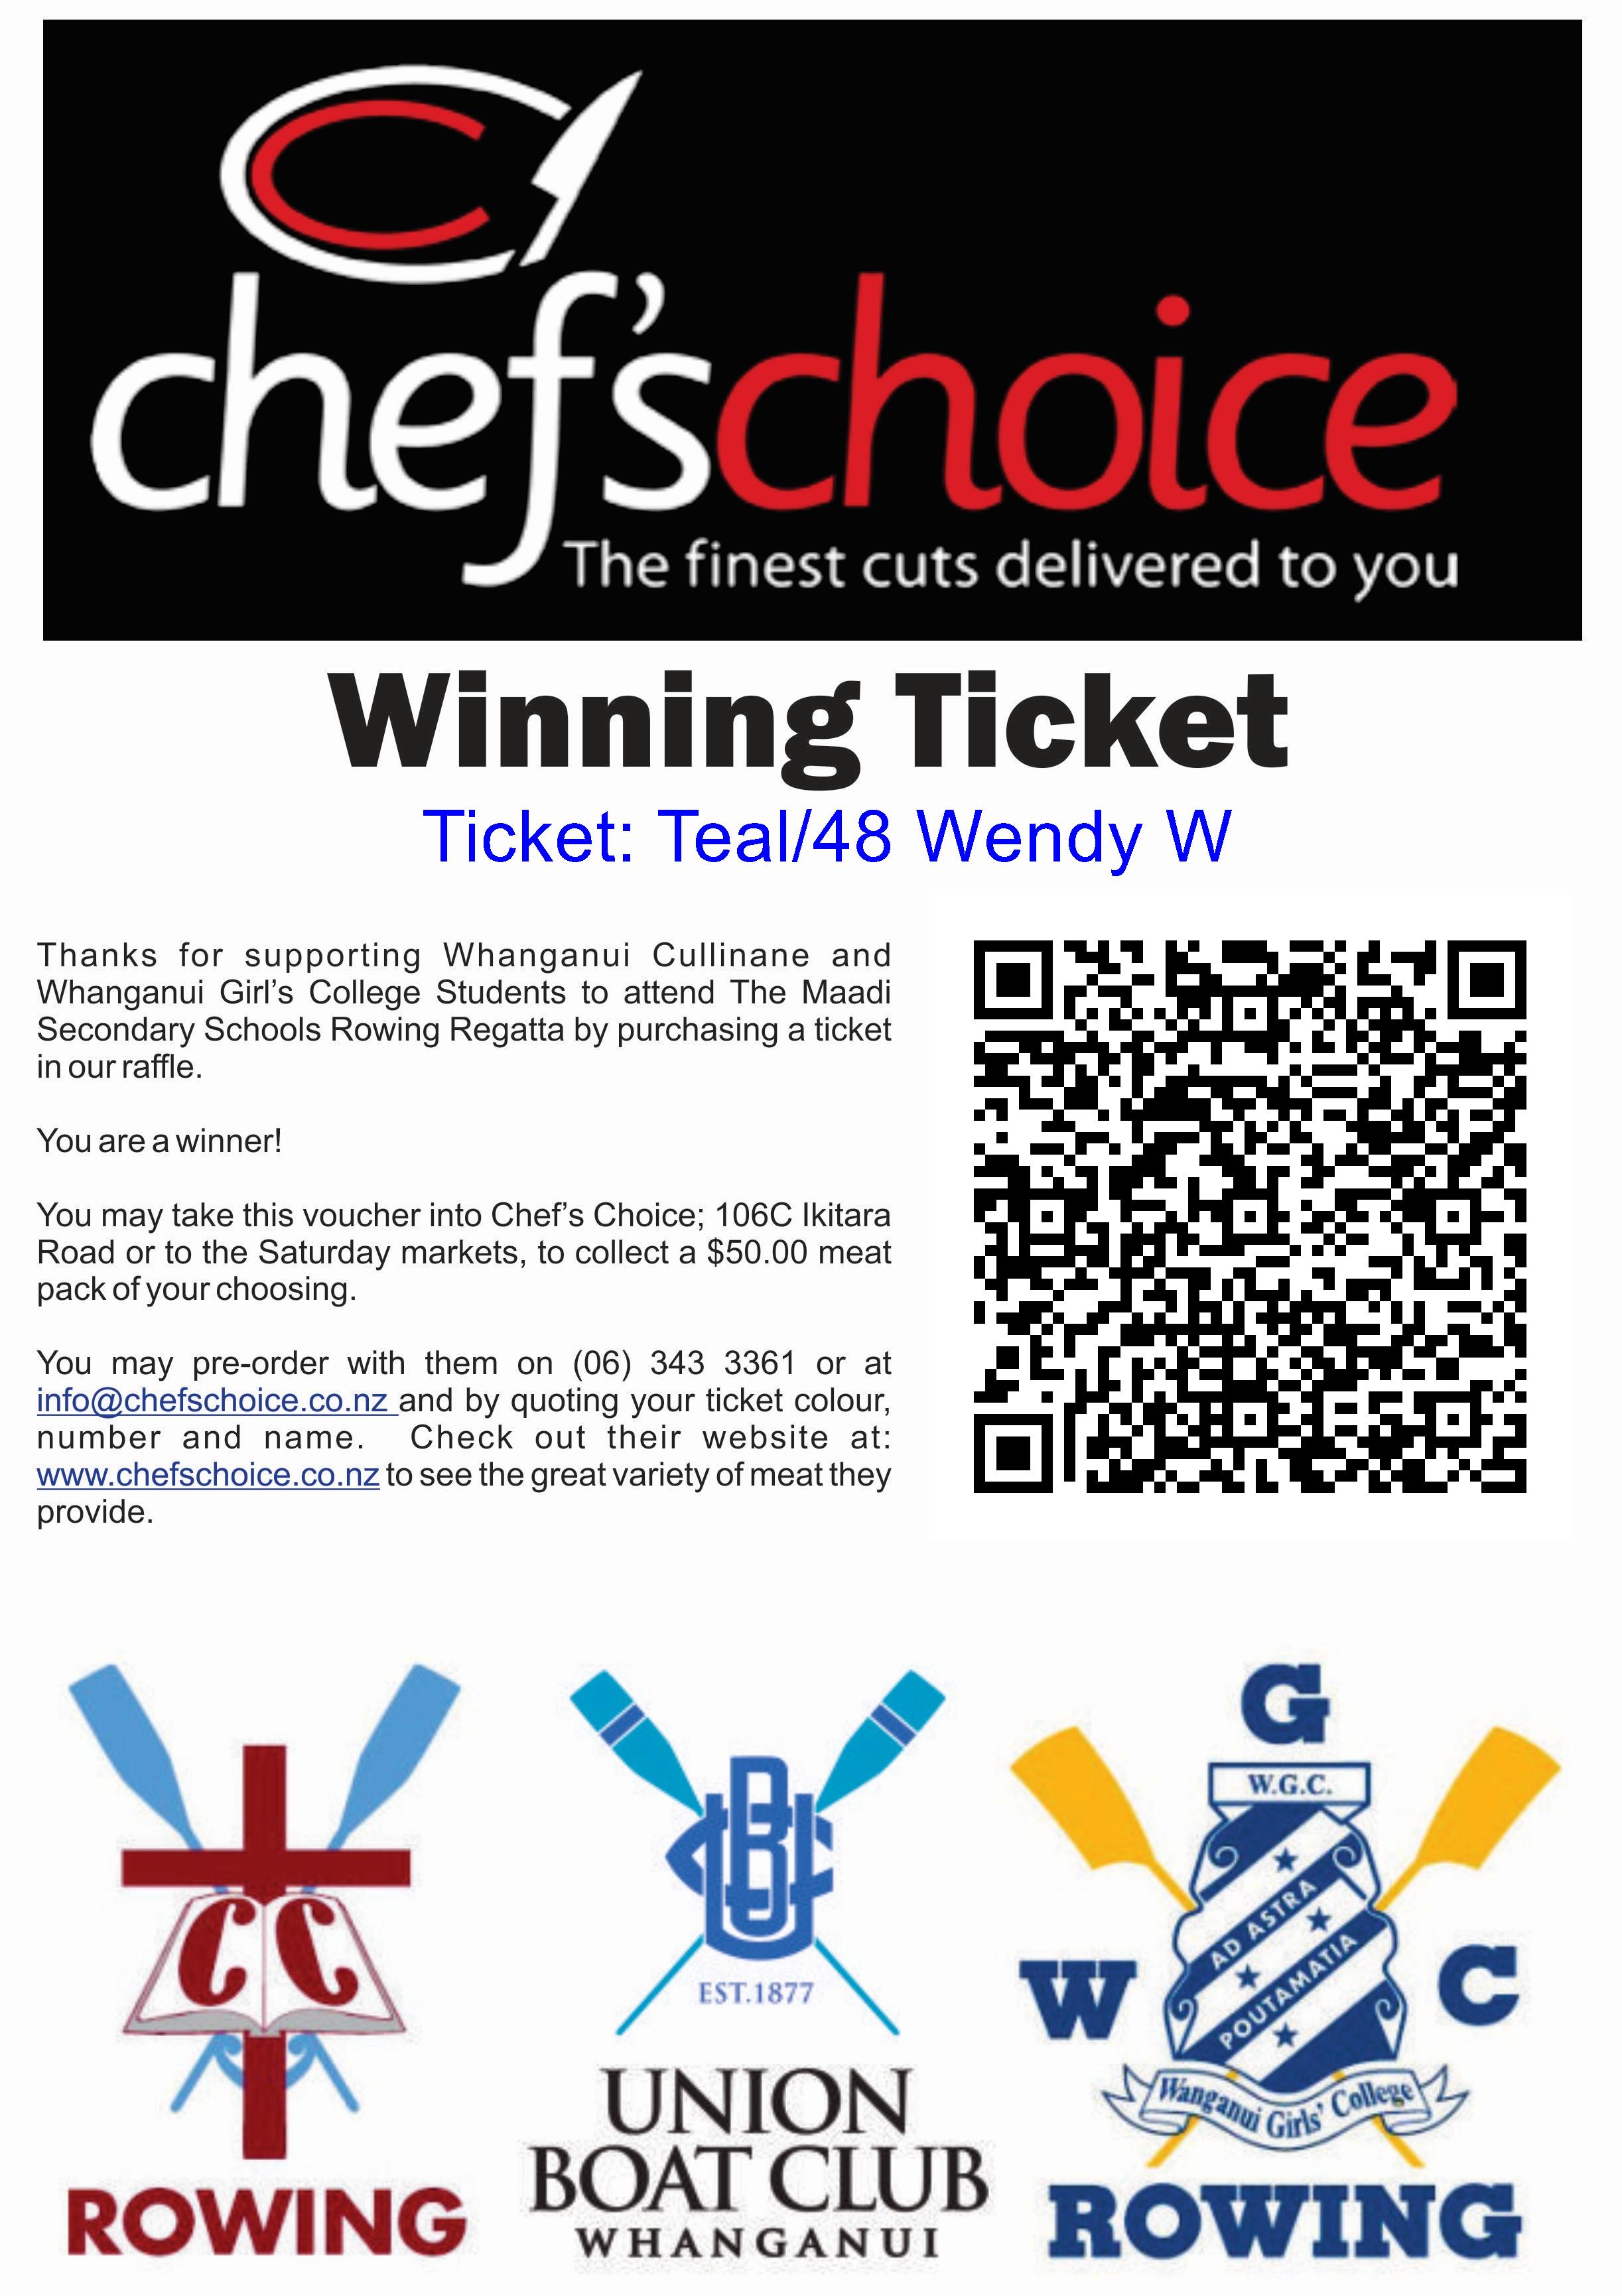 chef'schoice
The finest cuts delivered to you
Winning Ticket
Ticket: Teal/48 Wendy W
Thanks for supporting Whanganui Cullinane and
Whanganui Girl's College Students to attend The Maadi
Secondary Schools Rowing Regatta by purchasing a ticket
in our raffle.
You are a winner!
You may take this voucher into Chef's Choice; 106C Ikitara
Road or to the Saturday markets, to collect a $50.00 meat
pack of your choosing.
You may pre-order with them on (06) 343 3361 or at
info@chefschoice.co.nz and by quoting your ticket colour,
number and name. Check out their website at:
www.chefschoice.co.nz to see the great variety of meat they
provide.
CC
ROWING
UBC
EST.1877
UNION
BOAT CLUB
WHANGANUI
G
W.G.C.
AD ASTRA
W C
POUTAMATIA
Wanganui Girls' College
ROWING